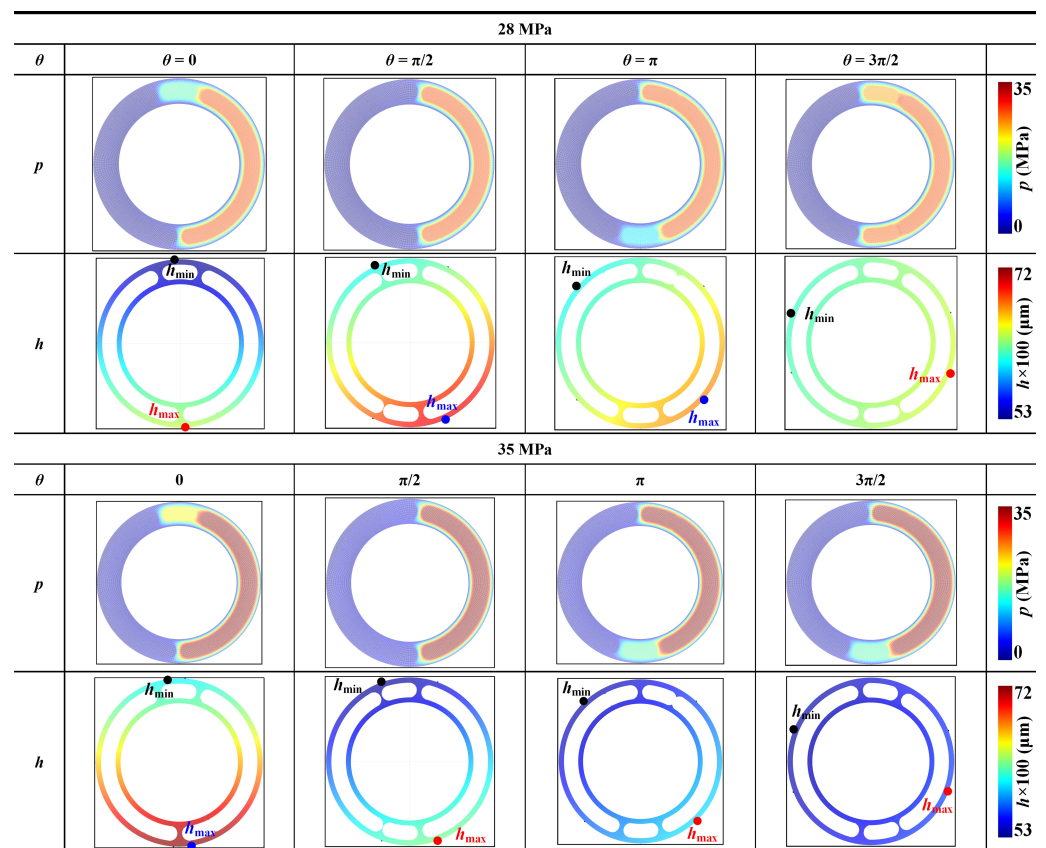 28 MPa
θ θ = 0 θ = π/2 θ = π θ = 3π/2
p
35
p (MPa)
0
h
hmin hmin hmin hmin
hmax hmax hmax hmax
72
h×100 (μm)
53
35 MPa
θ 0 π/2 π 3π/2
p
35
p (MPa)
0
h
hmin hmin hmin hmin
hmax hmax hmax hmax
72
h×100 (μm)
53